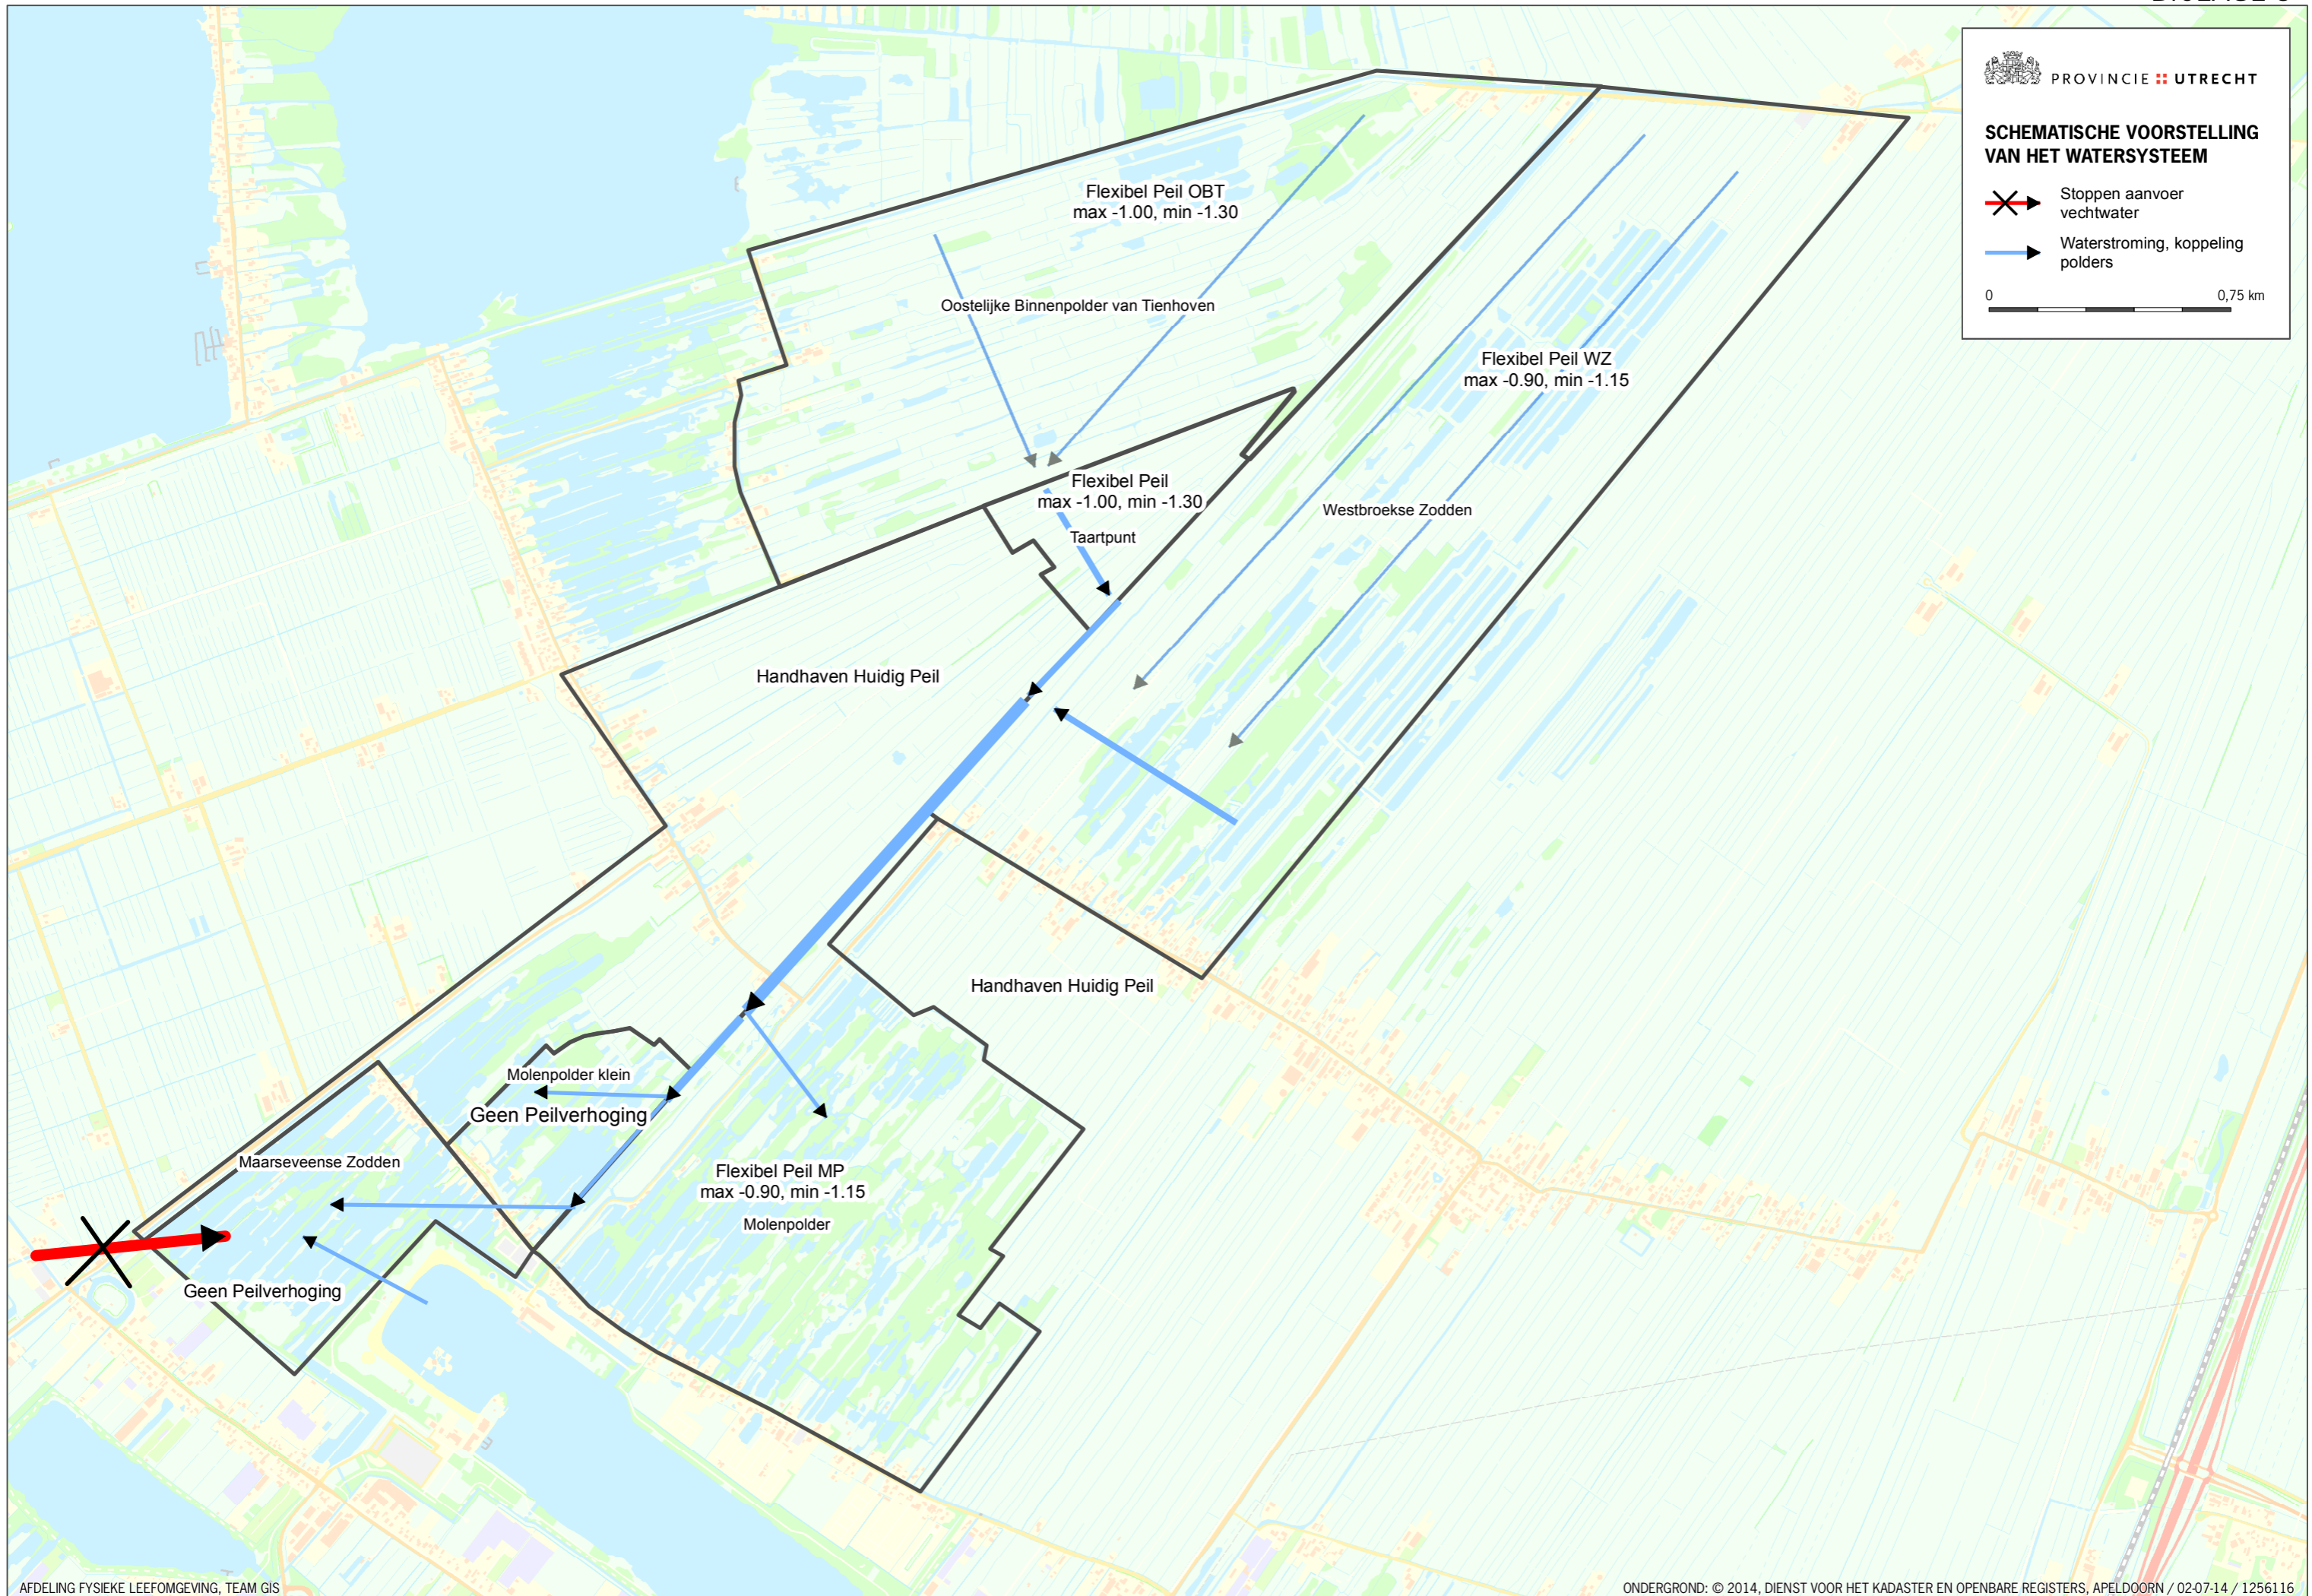 PROVINCIE :: UTRECHT
SCHEMATISCHE VOORSTELLING
VAN HET WATERSYSTEEM
Stoppen aanvoer
vechtwater
Waterstroming, koppeling
polders
0 0,75 km
Flexibel Peil OBT
max -1.00, min -1.30
Oostelijke Binnenpolder van Tienhoven
Flexibel Peil WZ
max -0.90, min -1.15
Flexibel Peil
max -1.00, min -1.30
Taartpunt
Westbroekse Zodden
Handhaven Huidig Peil
Handhaven Huidig Peil
Molenpolder klein
Geen Peilverhoging
Maarseveense Zodden
Flexibel Peil MP
max -0.90, min -1.15
Molenpolder
Geen Peilverhoging
AFDELING FYSIEKE LEEFOMGEVING, TEAM GIS
ONDERGROND: © 2014, DIENST VOOR HET KADASTER EN OPENBARE REGISTERS, APELDOORN / 02-07-14 / 1256116